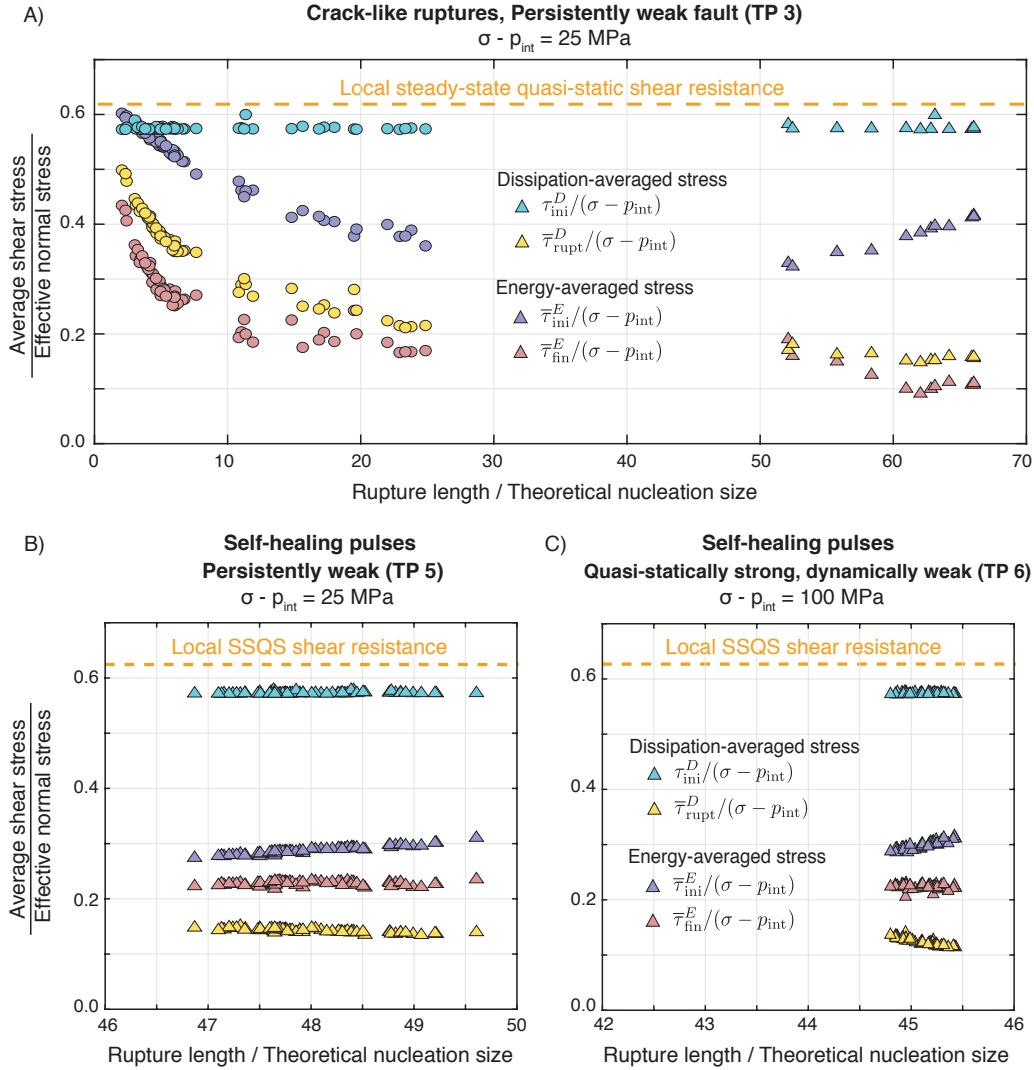 A)
Crack-like ruptures, Persistently weak fault (TP 3)
σ - p_int = 25 MPa
Local steady-state quasi-static shear resistance
Average shear stress
Effective normal stress
0.6
0.4
0.2
0.0
Dissipation-averaged stress
τ^D_ini/(σ − p_int)
τ̅^D_rupt/(σ − p_int)
Energy-averaged stress
τ̅^E_ini/(σ − p_int)
τ̅^E_fin/(σ − p_int)
0 10 20 30 40 50 60 70
Rupture length / Theoretical nucleation size
B)
Self-healing pulses
Persistently weak (TP 5)
σ - p_int = 25 MPa
Local SSQS shear resistance
Average shear stress
Effective normal stress
0.6
0.4
0.2
0.0
46 47 48 49 50
Rupture length / Theoretical nucleation size
C)
Self-healing pulses
Quasi-statically strong, dynamically weak (TP 6)
σ - p_int = 100 MPa
Local SSQS shear resistance
0.6
0.4
0.2
0.0
Dissipation-averaged stress
τ^D_ini/(σ − p_int)
τ̅^D_rupt/(σ − p_int)
Energy-averaged stress
τ̅^E_ini/(σ − p_int)
τ̅^E_fin/(σ − p_int)
42 43 44 45 46
Rupture length / Theoretical nucleation size